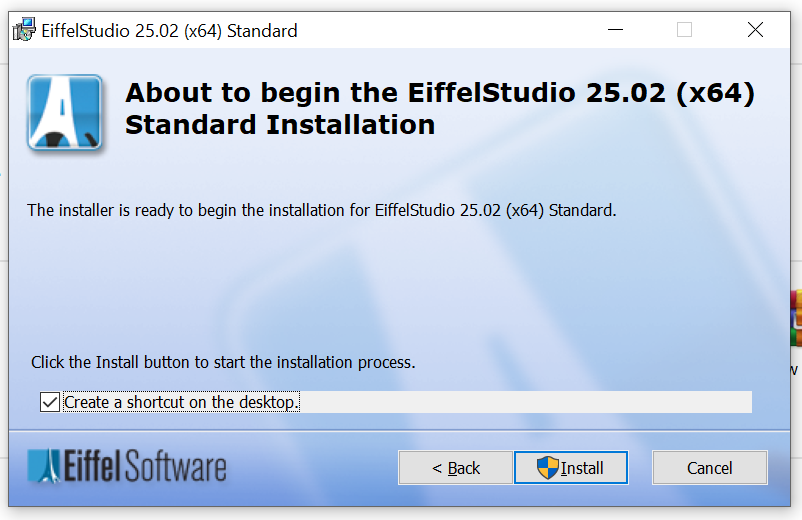 EiffelStudio 25.02 (x64) Standard
About to begin the EiffelStudio 25.02 (x64)
Standard Installation
The installer is ready to begin the installation for EiffelStudio 25.02 (x64) Standard.
Click the Install button to start the installation process.
Create a shortcut on the desktop.
Eiffel Software
< Back
Install
Cancel
w